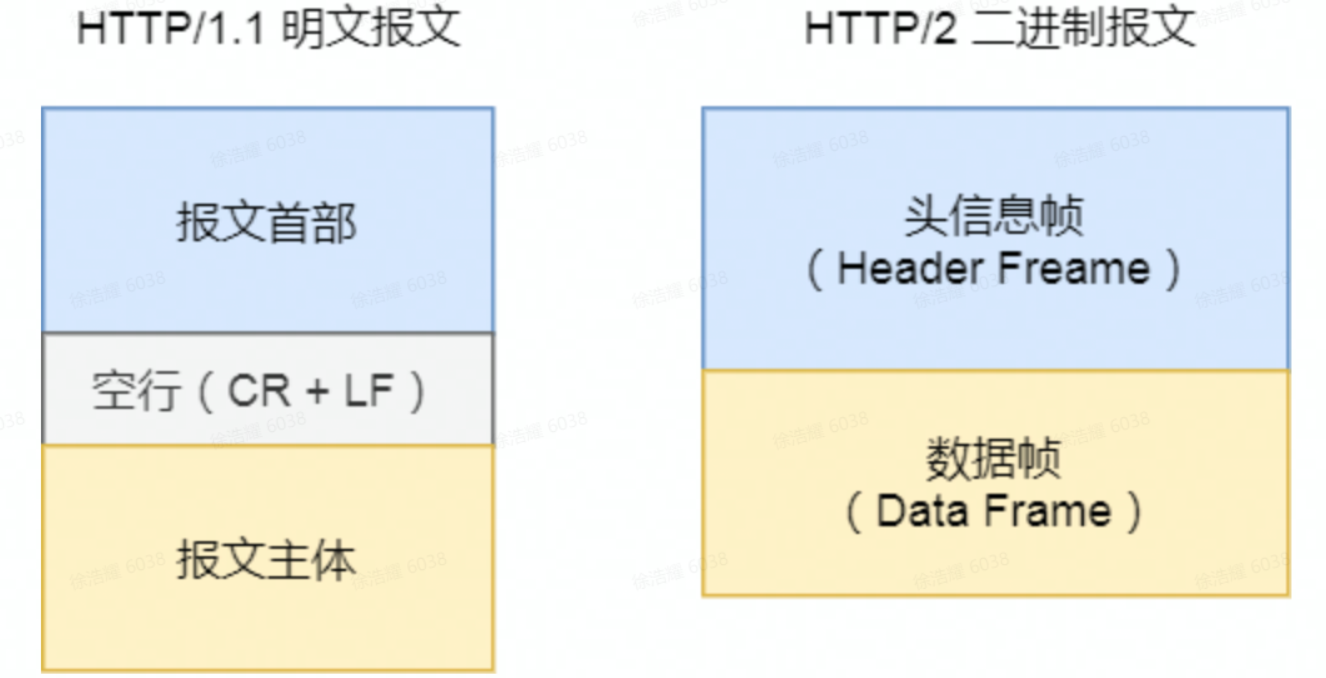 HTTP/1.1 明文报文
报文首部
空行（CR + LF）
报文主体
HTTP/2 二进制报文
头信息帧
（Header Freame）
数据帧
（Data Frame）
徐浩耀 6038